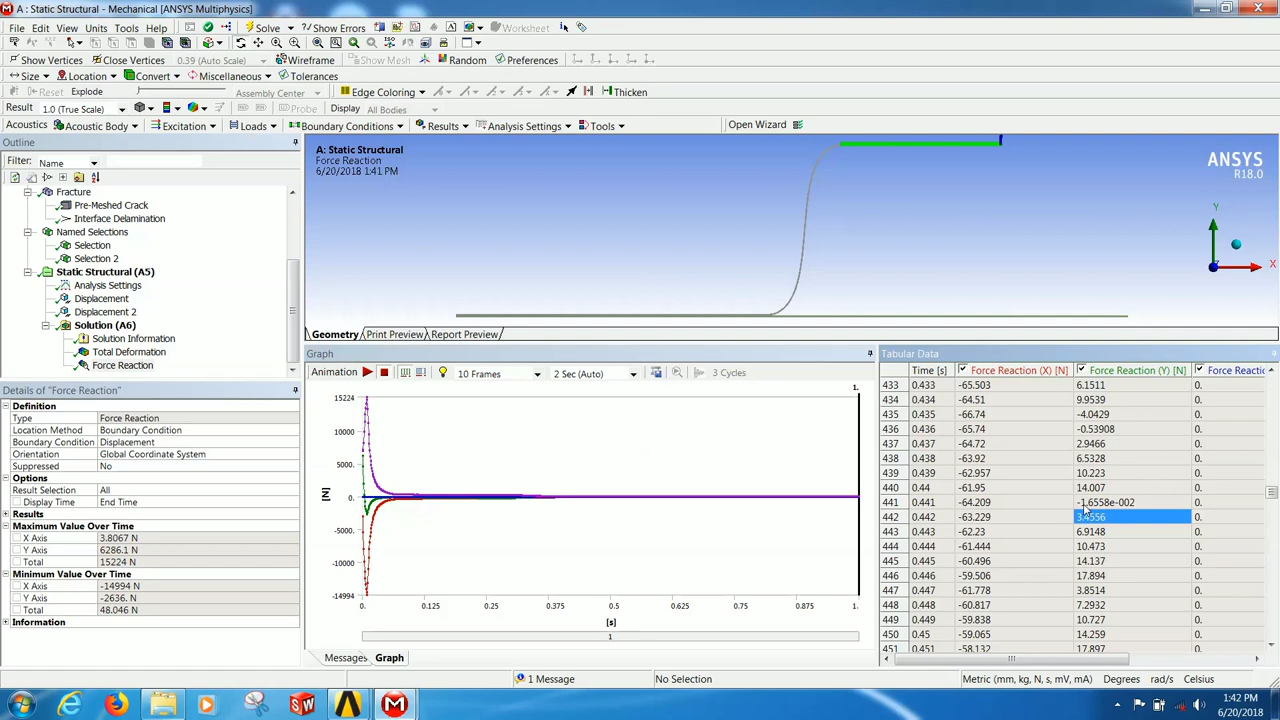 A : Static Structural - Mechanical [ANSYS Multiphysics]
File Edit View Units Tools Help Solve Show Errors Worksheet
Show Vertices Close Vertices 0.39 (Auto Scale) Wireframe Show Mesh Random Preferences
Size Location Convert Miscellaneous Tolerances
Reset Explode Assembly Center Edge Coloring Thicken
Result 1.0 (True Scale) Probe Display All Bodies
Acoustics Acoustic Body Excitation Loads Boundary Conditions Results Analysis Settings Tools Open Wizard
Outline
Filter: Name
Fracture
Pre-Meshed Crack
Interface Delamination
Named Selections
Selection
Selection 2
Static Structural (A5)
Analysis Settings
Displacement
Displacement 2
Solution (A6)
Solution Information
Total Deformation
Force Reaction
Details of "Force Reaction"
Definition
Type Force Reaction
Location Method Boundary Condition
Boundary Condition Displacement
Orientation Global Coordinate System
Suppressed No
Options
Result Selection All
Display Time End Time
Results
Maximum Value Over Time
X Axis 3.8067 N
Y Axis 6286.1 N
Total 15224 N
Minimum Value Over Time
X Axis -14994 N
Y Axis -2636. N
Total 48.046 N
Information
A: Static Structural
Force Reaction
6/20/2018 1:41 PM
ANSYS
R18.0
Y
X
Geometry Print Preview Report Preview
Graph
Animation 10 Frames 2 Sec (Auto) 3 Cycles
1.
15224
10000
5000.
0.
-5000.
-10000
-14994
[N]
0. 0.125 0.25 0.375 0.5 0.625 0.75 0.875 1.
[s]
1
Messages Graph
Tabular Data
Time [s] Force Reaction (X) [N] Force Reaction (Y) [N] Force Reactio
433 0.433 -65.503 6.1511 0.
434 0.434 -64.51 9.9539 0.
435 0.435 -66.74 -4.0429 0.
436 0.436 -65.74 -0.53908 0.
437 0.437 -64.72 2.9466 0.
438 0.438 -63.92 6.5328 0.
439 0.439 -62.957 10.223 0.
440 0.44 -61.95 14.007 0.
441 0.441 -64.209 -1.6558e-002 0.
442 0.442 -63.229 3.4556 0.
443 0.443 -62.23 6.9148 0.
444 0.444 -61.444 10.473 0.
445 0.445 -60.496 14.137 0.
446 0.446 -59.506 17.894 0.
447 0.447 -61.778 3.8514 0.
448 0.448 -60.817 7.2932 0.
449 0.449 -59.838 10.727 0.
450 0.45 -59.065 14.259 0.
451 0.451 -58.132 17.897 0.
1 Message No Selection Metric (mm, kg, N, s, mV, mA) Degrees rad/s Celsius
1:42 PM
6/20/2018